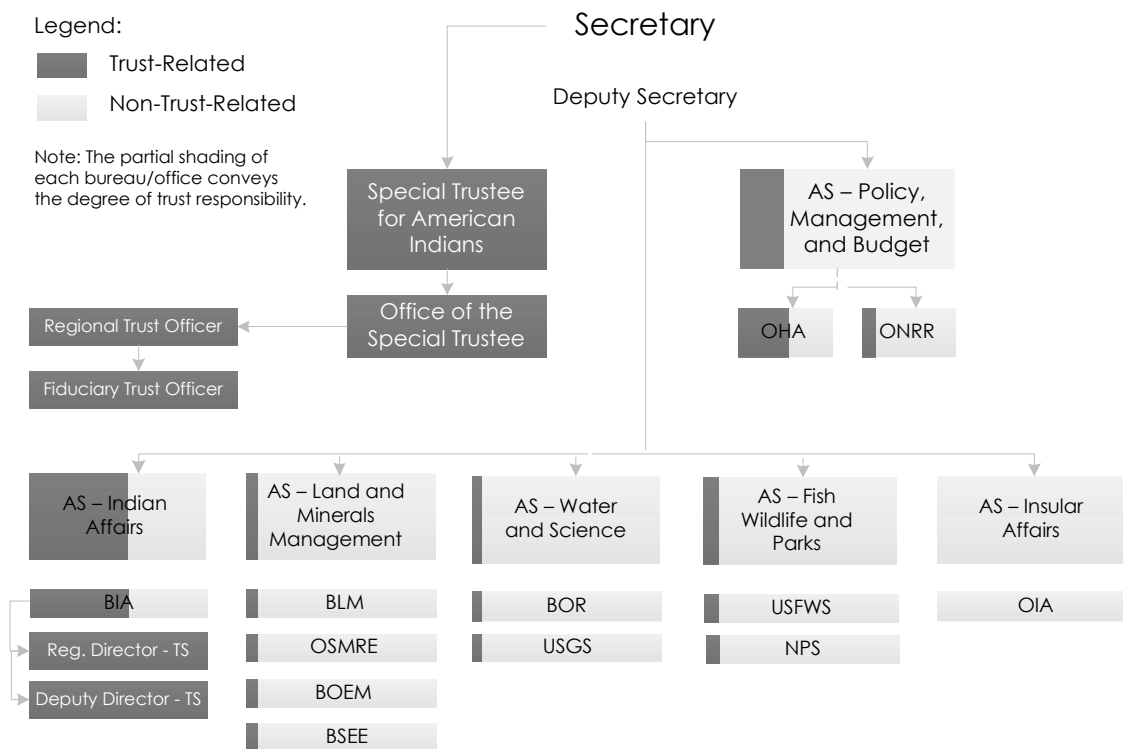 Legend:
Trust-Related
Non-Trust-Related
Note: The partial shading of
each bureau/office conveys
the degree of trust responsibility.
Secretary
Deputy Secretary
Special Trustee
for American
Indians
AS – Policy,
Management,
and Budget
Office of the
Special Trustee
Regional Trust Officer
Fiduciary Trust Officer
OHA
ONRR
AS – Indian
Affairs
AS – Land and
Minerals
Management
AS – Water
and Science
AS – Fish
Wildlife and
Parks
AS – Insular
Affairs
BIA
Reg. Director - TS
Deputy Director - TS
BLM
OSMRE
BOEM
BSEE
BOR
USGS
USFWS
NPS
OIA